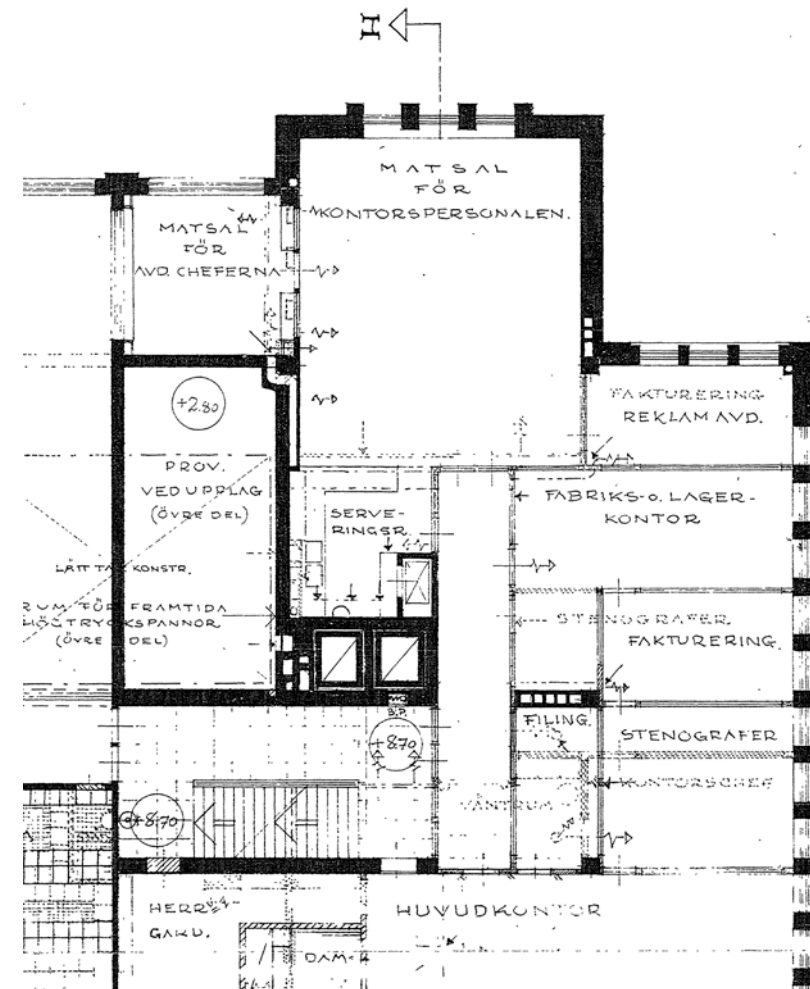 H
MATSAL
FÖR
KONTORSPERSONALEN.
MATSAL
FÖR
AVD. CHEFERNA
FAKTURERING
REKLAM AVD.
+2.80
PROV.
VEDUPPLAG
(ÖVRE DEL)
SERVE-
RINGSR.
FABRIKS- O. LAGER-
KONTOR
LÄTT TAK KONSTR.
RUM FÖR FRAMTIDA
HÖGTRYCKSPANNOR
(ÖVRE DEL)
STENOGRAFER
FAKTURERING.
B.P.
FILING.
STENOGRAFER
+8.70
KONTORSCHEF
VÄNTRUM
+8.70
HERR
GARD.
HUVUDKONTOR
DAM-